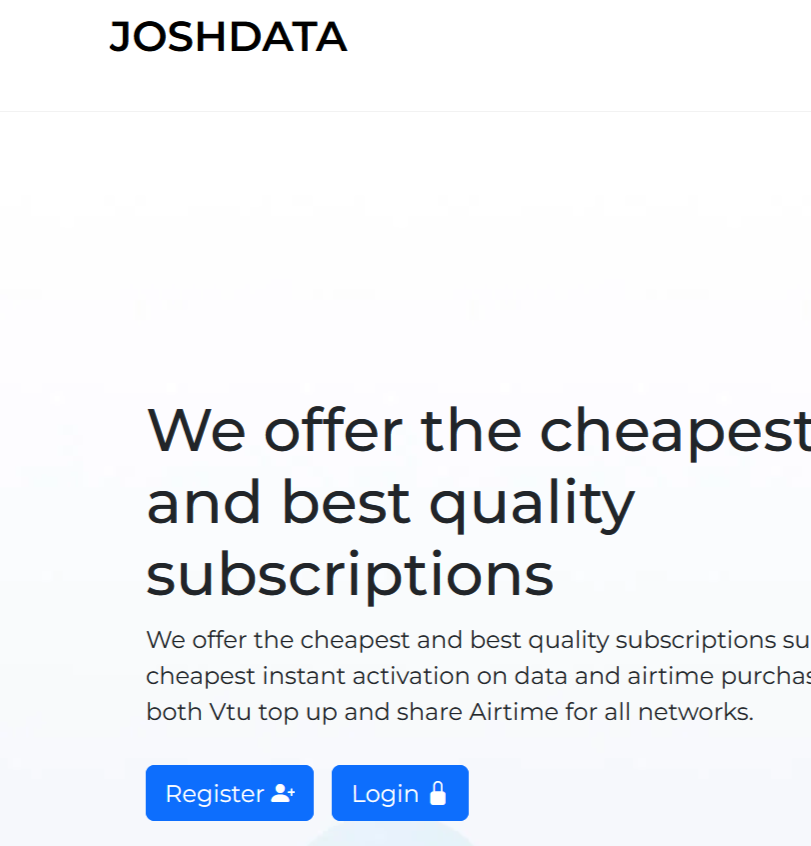 JOSHDATA
We offer the cheapest
and best quality
subscriptions
We offer the cheapest and best quality subscriptions su
cheapest instant activation on data and airtime purchas
both Vtu top up and share Airtime for all networks.
Register
Login